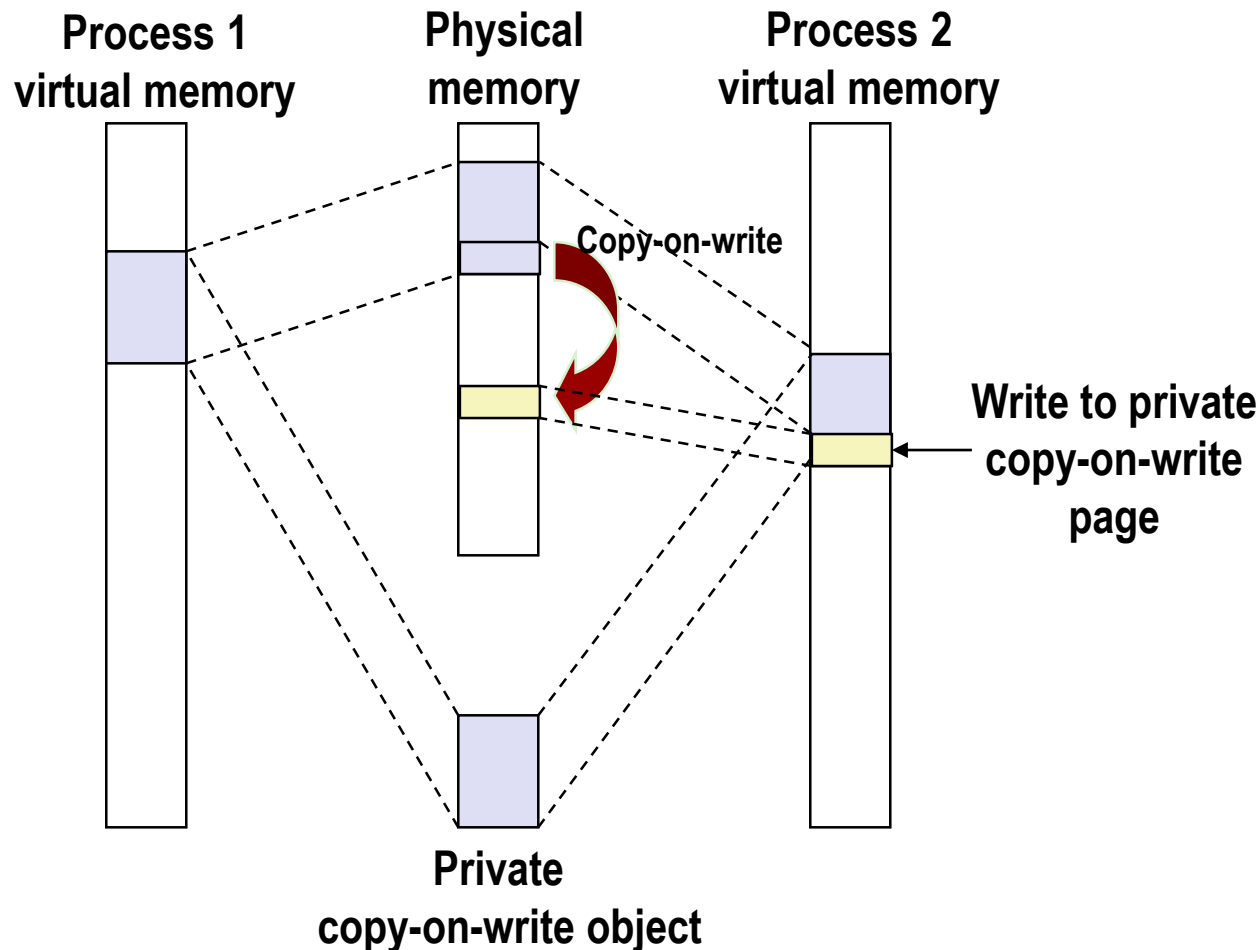 Process 1
virtual memory
Physical
memory
Process 2
virtual memory
Copy-on-write
Write to private
copy-on-write
page
Private
copy-on-write object